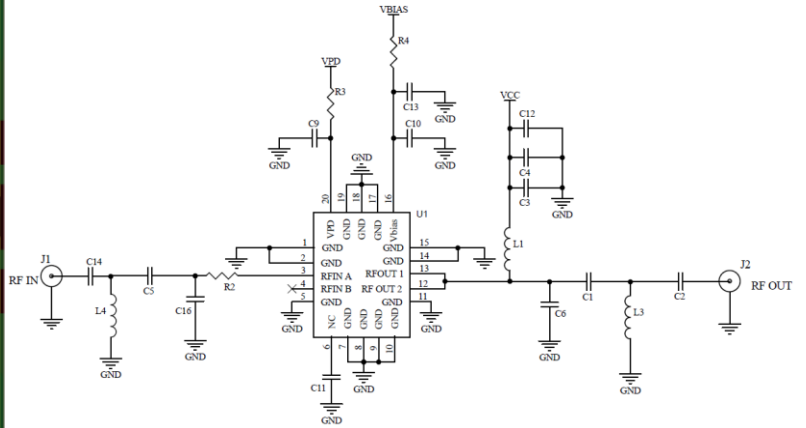 VBIAS
R4
VPD
R3
C13
GND
VCC
C12
C9
C10
GND
GND
GND
C4
C3
GND
20
19
18
17
16
U1
VPD
GND
GND
GND
Vbias
1
GND
GND
15
2
GND
GND
14
3
RFIN A
RFOUT 1
13
4
RFIN B
RF OUT 2
12
5
GND
GND
11
NC
GND
GND
GND
GND
6
7
8
9
10
J1
RF IN
C14
C5
R2
L4
C16
GND
GND
GND
GND
GND
C11
GND
L1
J2
RF OUT
C1
C2
C6
L3
GND
GND